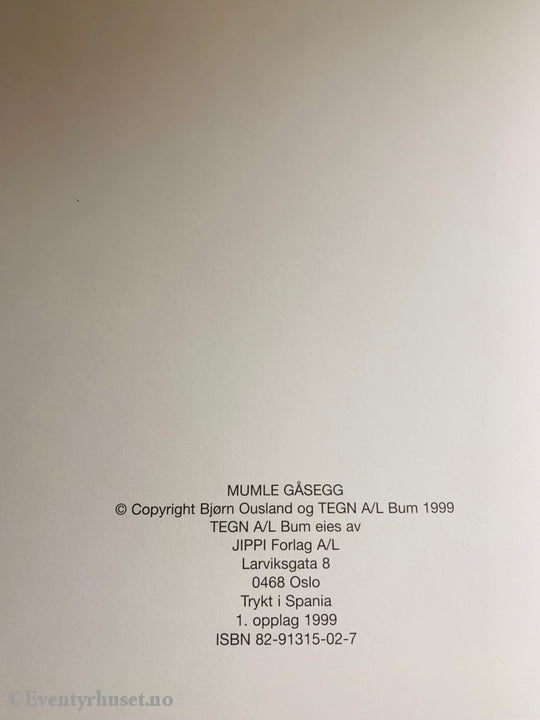 MUMLE GÅSEGG
© Copyright Bjørn Ousland og TEGN A/L Bum 1999
TEGN A/L Bum eies av
JIPPI Forlag A/L
Larviksgata 8
0468 Oslo
Trykt i Spania
1. opplag 1999
ISBN 82-91315-02-7
©Eventyrhuset.no